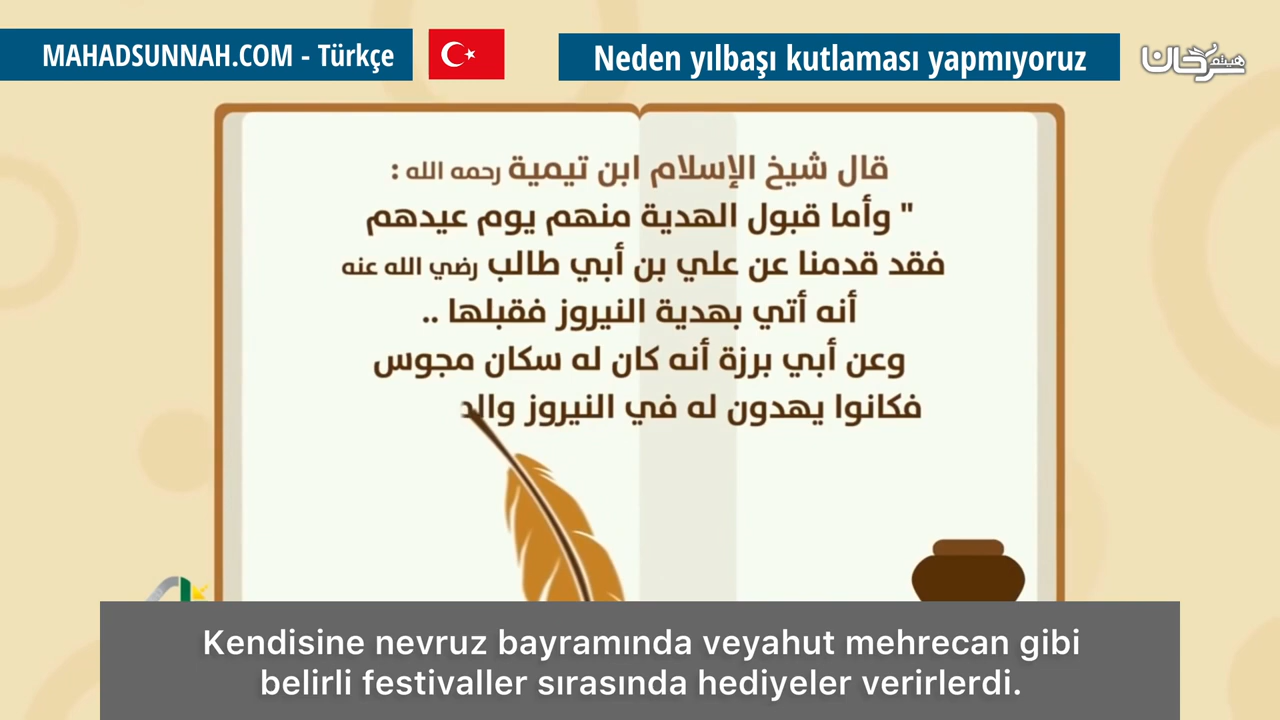 MAHADSUNNAH.COM - Türkçe
Neden yılbaşı kutlaması yapmıyoruz
هيثم سرحان
قال شيخ الإسلام ابن تيمية رحمه الله :
" وأما قبول الهدية منهم يوم عيدهم
فقد قدمنا عن علي بن أبي طالب رضي الله عنه
أنه أتي بهدية النيروز فقبلها ..
وعن أبي برزة أنه كان له سكان مجوس
فكانوا يهدون له في النيروز والم
Kendisine nevruz bayramında veyahut mehrecan gibi
belirli festivaller sırasında hediyeler verirlerdi.